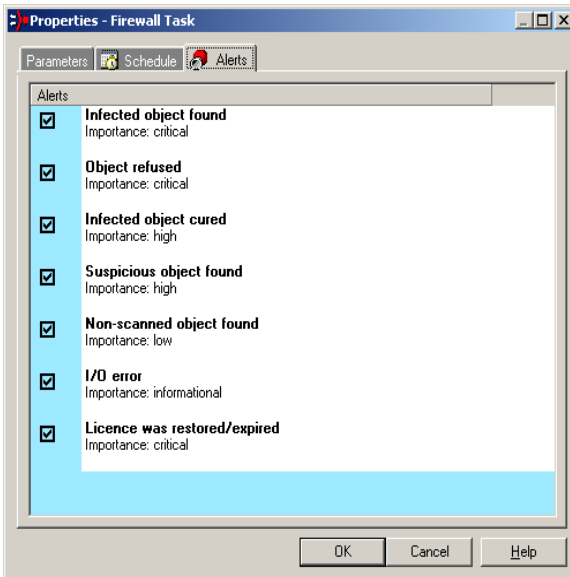 Properties - Firewall Task
Parameters Schedule Alerts
Alerts
Infected object found
Importance: critical
Object refused
Importance: critical
Infected object cured
Importance: high
Suspicious object found
Importance: high
Non-scanned object found
Importance: low
I/O error
Importance: informational
Licence was restored/expired
Importance: critical
OK Cancel Help